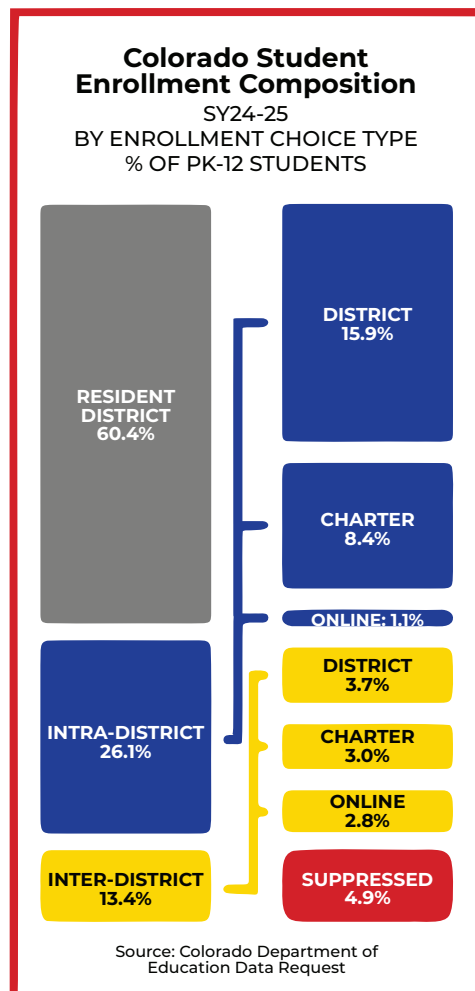 Colorado Student
Enrollment Composition
SY24-25
BY ENROLLMENT CHOICE TYPE
% OF PK-12 STUDENTS
RESIDENT
DISTRICT
60.4%
INTRA-DISTRICT
26.1%
INTER-DISTRICT
13.4%
DISTRICT
15.9%
CHARTER
8.4%
ONLINE: 1.1%
DISTRICT
3.7%
CHARTER
3.0%
ONLINE
2.8%
SUPPRESSED
4.9%
Source: Colorado Department of
Education Data Request